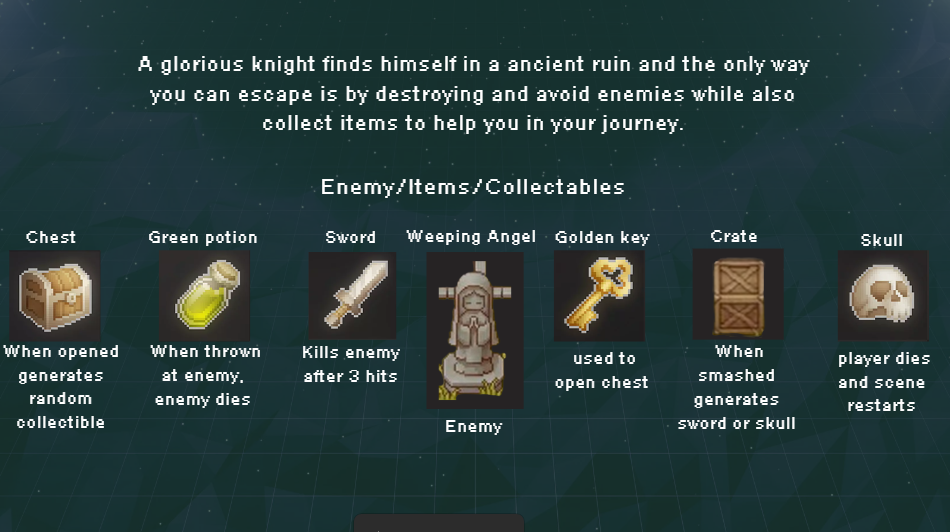 A glorious knight finds himself in a ancient ruin and the only way
you can escape is by destroying and avoid enemies while also
collect items to help you in your journey.
Enemy/Items/Collectables
Chest
When opened
generates
random
collectible
Green potion
When thrown
at enemy,
enemy dies
Sword
Kills enemy
after 3 hits
Weeping Angel
Enemy
Golden key
used to
open chest
Crate
When
smashed
generates
sword or skull
Skull
player dies
and scene
restarts